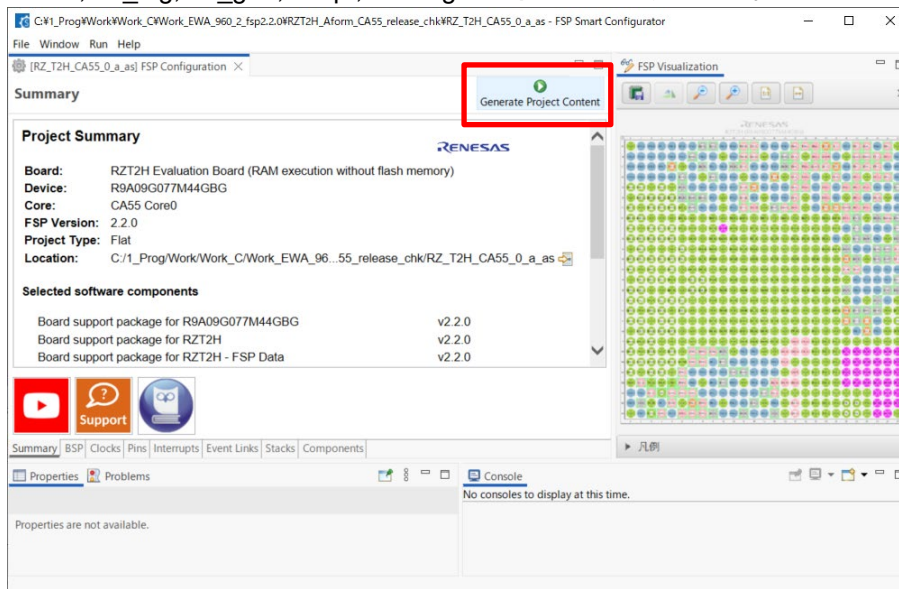 C:¥1_Prog¥Work¥Work_C¥Work_EWA_960_2_fsp2.2.0¥RZT2H_Aform_CA55_release_chk¥RZ_T2H_CA55_0_a_as - FSP Smart Configurator
File Window Run Help
[RZ_T2H_CA55_0_a_as] FSP Configuration
FSP Visualization
Summary
Generate Project Content
Project Summary
RENESAS
RENESAS
Board: RZT2H Evaluation Board (RAM execution without flash memory)
Device: R9A09G077M44GBG
Core: CA55 Core0
FSP Version: 2.2.0
Project Type: Flat
Location: C:/1_Prog/Work/Work_C/Work_EWA_96...55_release_chk/RZ_T2H_CA55_0_a_as
Selected software components
Board support package for R9A09G077M44GBG v2.2.0
Board support package for RZT2H v2.2.0
Board support package for RZT2H - FSP Data v2.2.0
Support
Summary BSP Clocks Pins Interrupts Event Links Stacks Components
凡例
Properties Problems
Console
No consoles to display at this time.
Properties are not available.